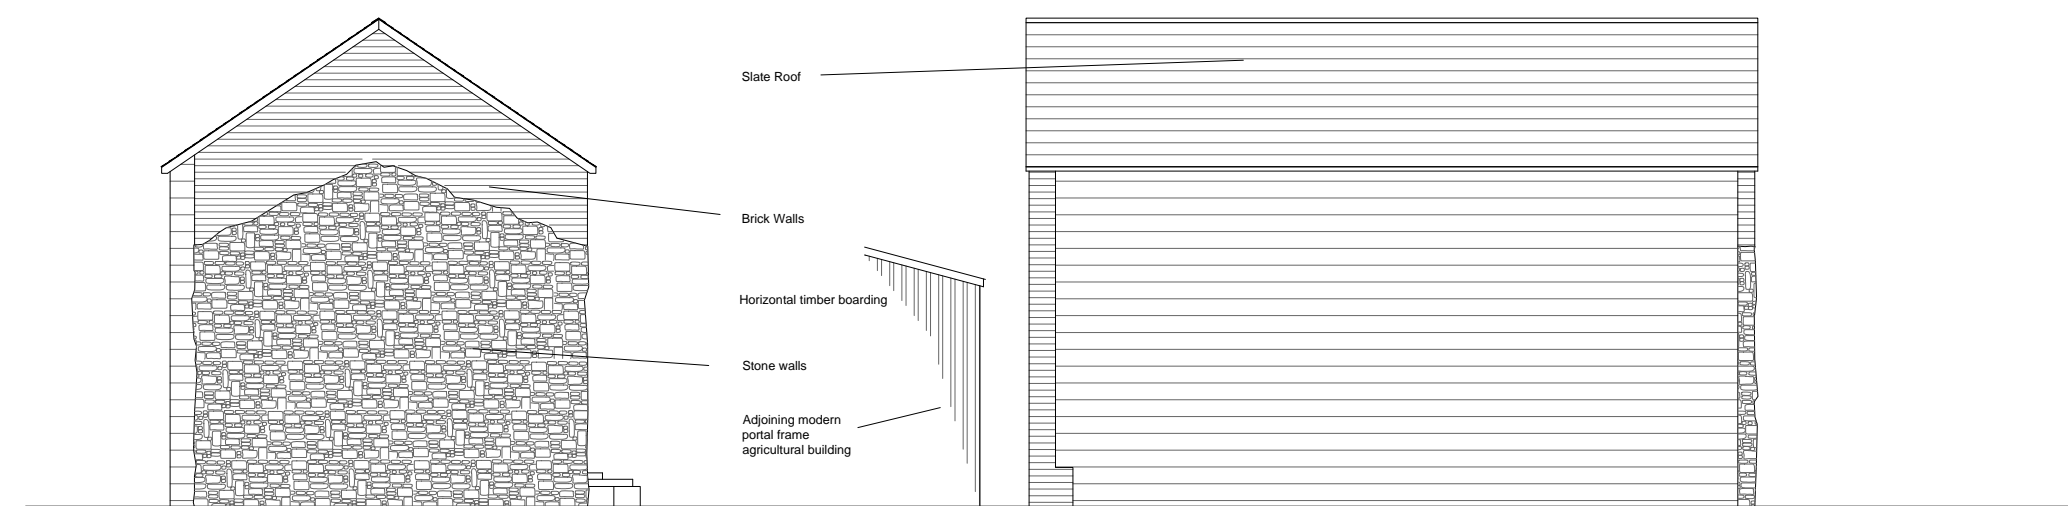 Slate Roof
Brick Walls
Horizontal timber boarding
Stone walls
Adjoining modern
portal frame
agricultural building